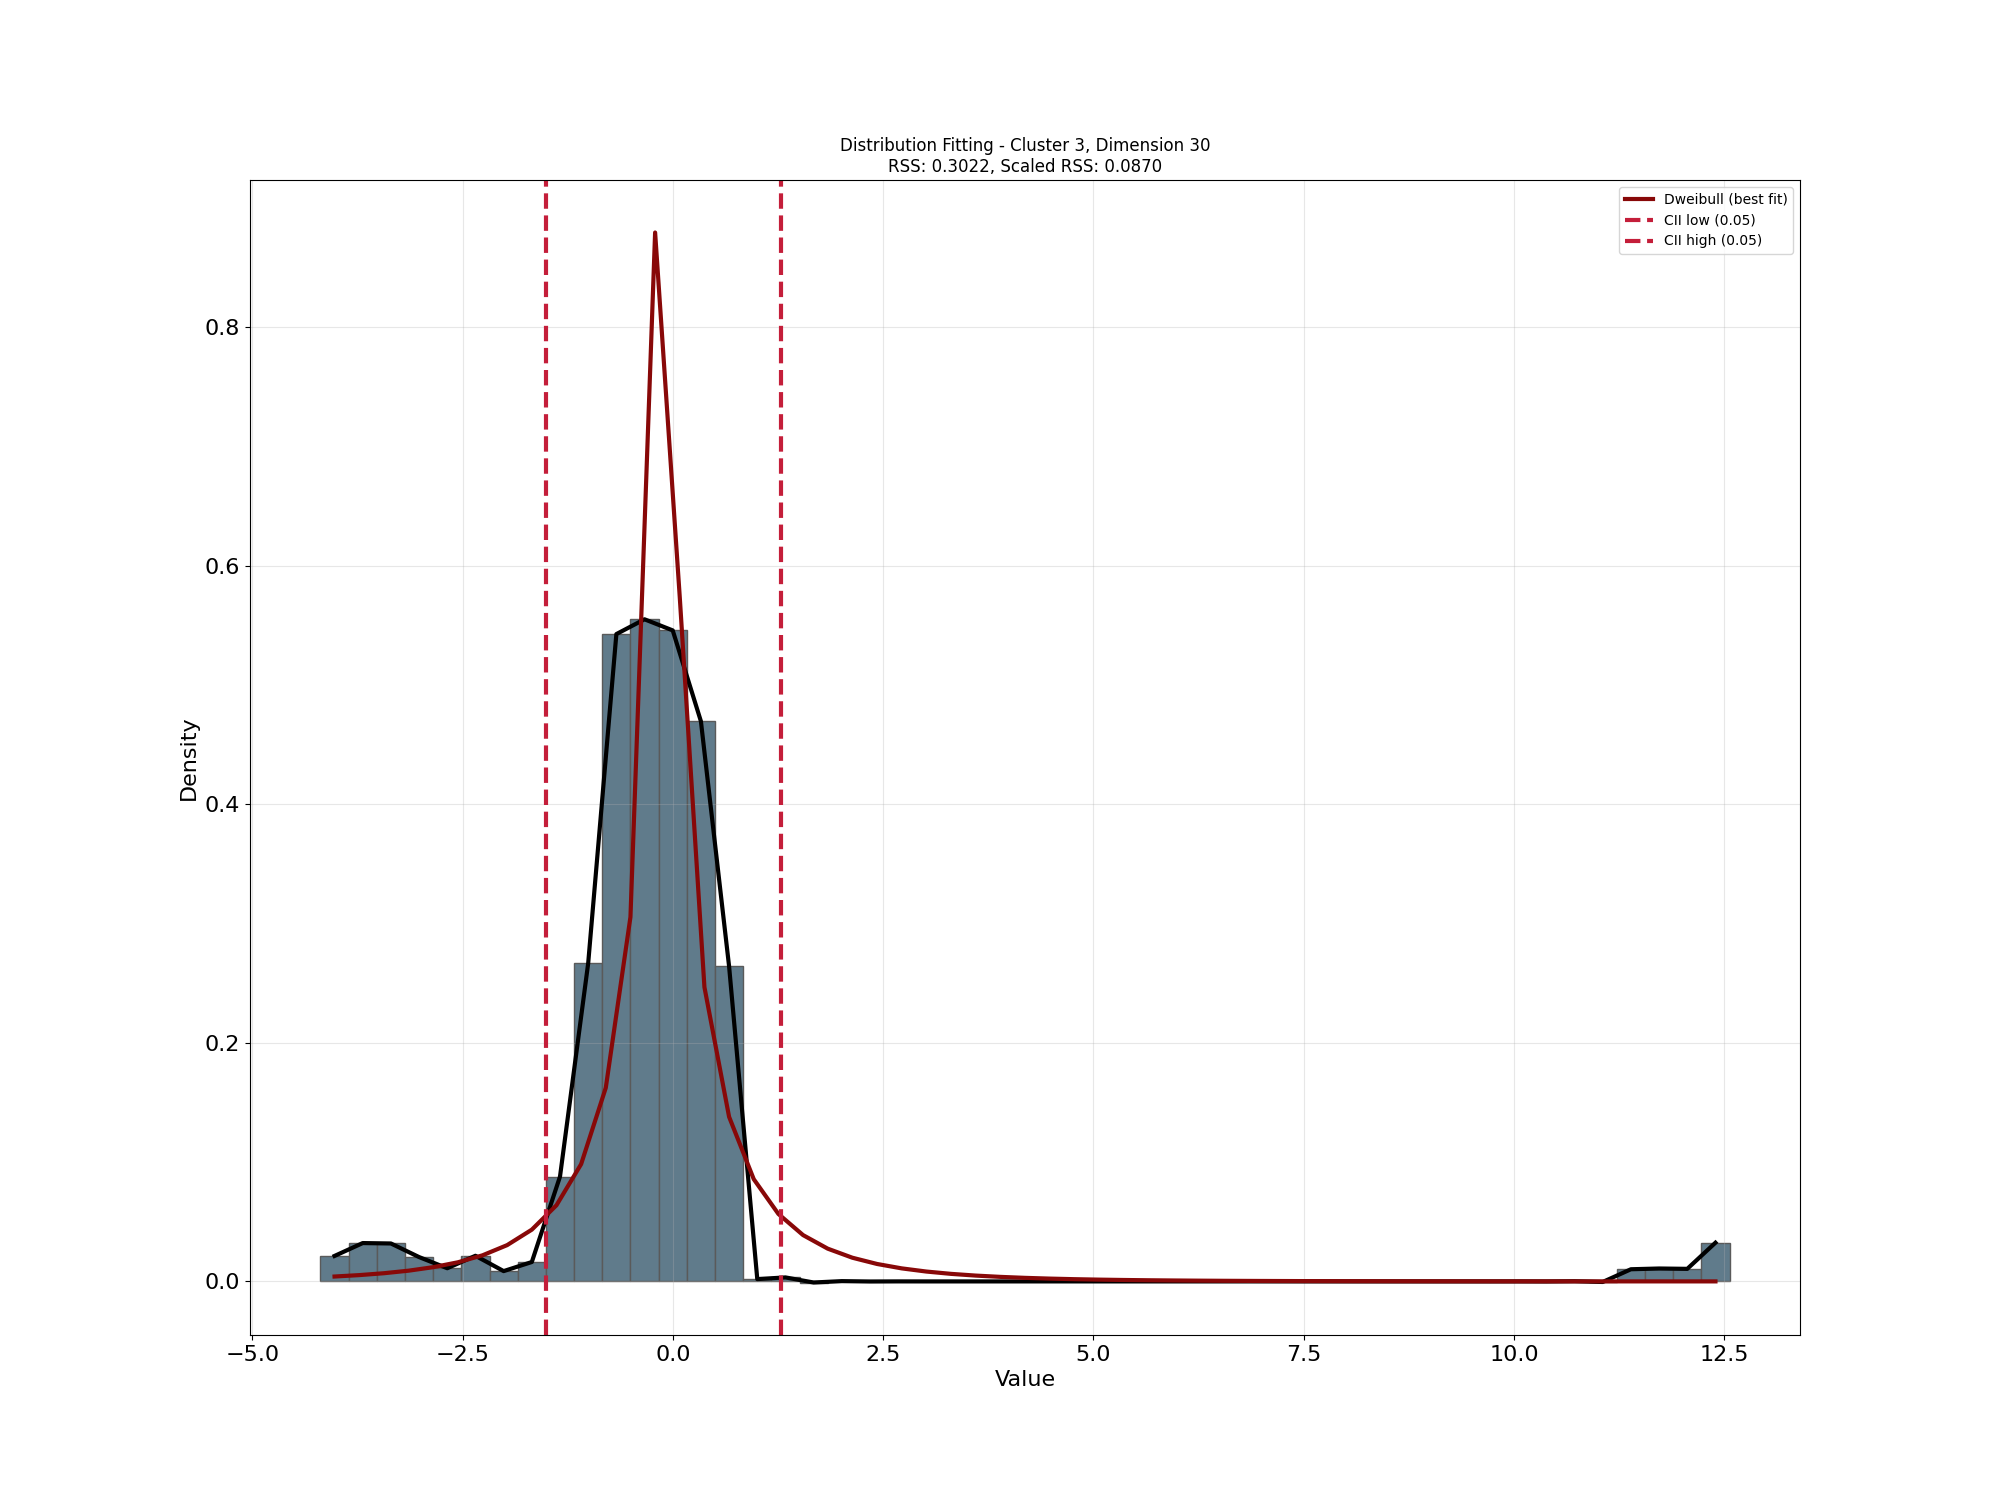 Distribution Fitting - Cluster 3, Dimension 30
RSS: 0.3022, Scaled RSS: 0.0870
Dweibull (best fit)
CII low (0.05)
CII high (0.05)
0.8
0.6
0.4
0.2
0.0
Density
−5.0 −2.5 0.0 2.5 5.0 7.5 10.0 12.5
Value